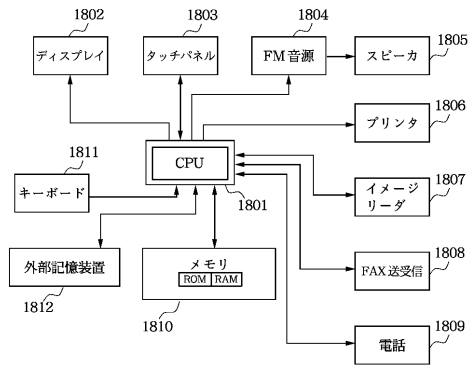 1802
1803
1804
ディスプレイ
タッチパネル
FM音源
スピーカ
1805
プリンタ
1806
CPU
1801
1811
キーボード
イメージ
リーダ
1807
外部記憶装置
1812
メモリ
ROM RAM
1810
FAX送受信
1808
電話
1809